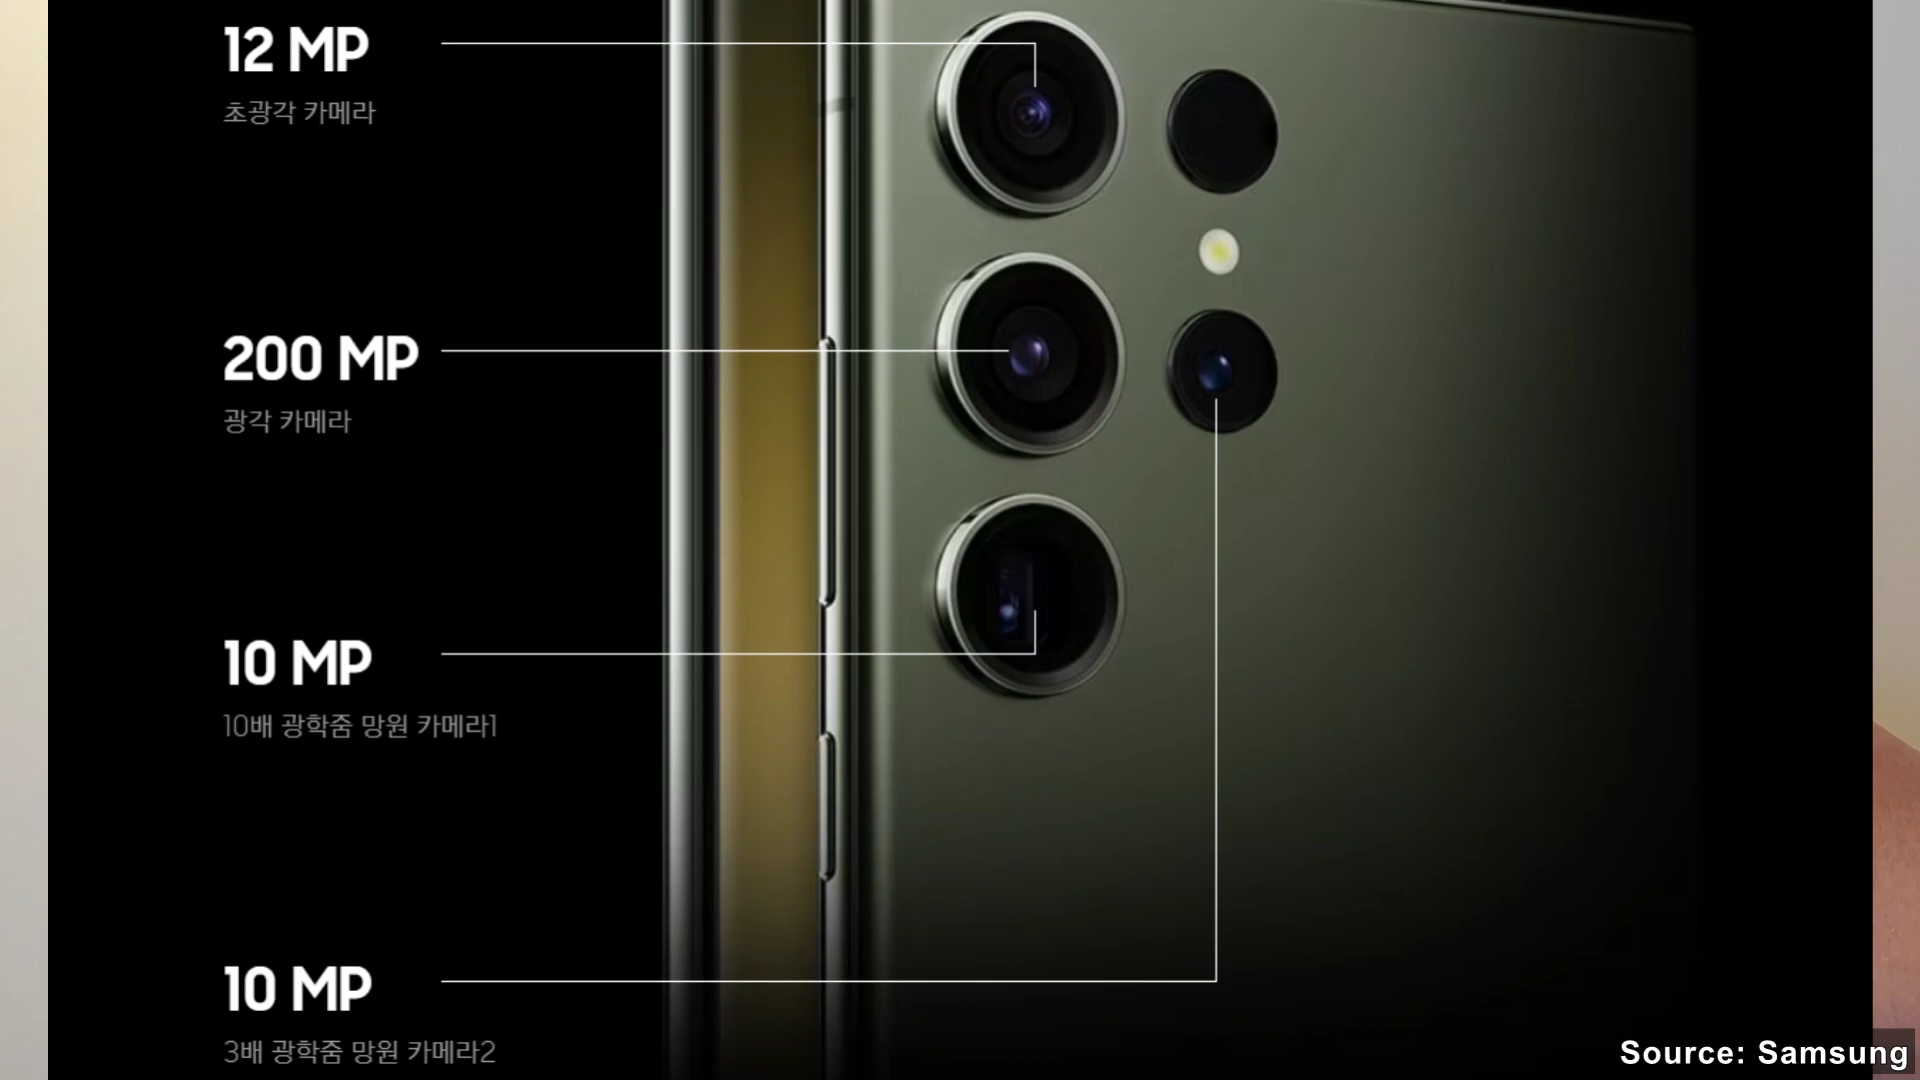 12 MP
초광각 카메라
200 MP
광각 카메라
10 MP
10배 광학줌 망원 카메라1
10 MP
3배 광학줌 망원 카메라2
Source: Samsung